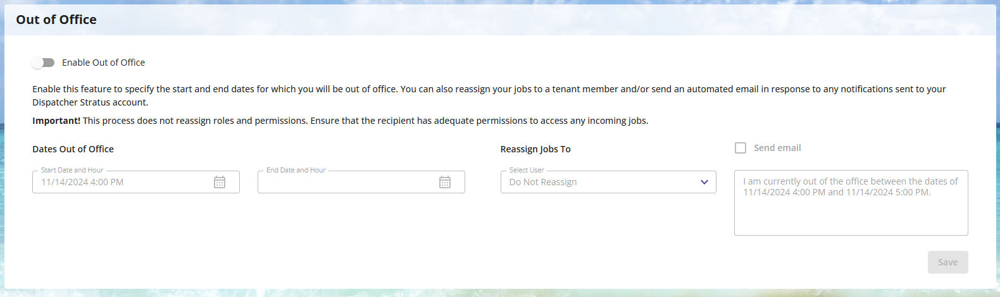 Out of Office
Enable Out of Office
Enable this feature to specify the start and end dates for which you will be out of office. You can also reassign your jobs to a tenant member and/or send an automated email in response to any notifications sent to your
Dispatcher Stratus account.
Important! This process does not reassign roles and permissions. Ensure that the recipient has adequate permissions to access any incoming jobs.
Dates Out of Office
Start Date and Hour
11/14/2024 4:00 PM
End Date and Hour
Reassign Jobs To
Select User
Do Not Reassign
Send email
I am currently out of the office between the dates of
11/14/2024 4:00 PM and 11/14/2024 5:00 PM.
Save